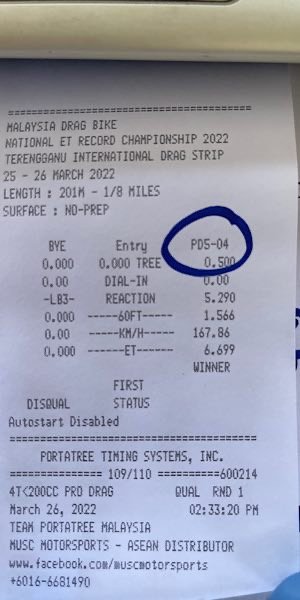 ========================================
MALAYSIA DRAG BIKE
NATIONAL ET RECORD CHAMPIONSHIP 2022
TERENGGANU INTERNATIONAL DRAG STRIP
25 - 26 MARCH 2022
LENGTH : 201M - 1/8 MILES
SURFACE : NO-PREP
BYE Entry PD5-04
0.000 0.000 TREE 0.500
0.00 DIAL-IN 0.00
-LB3- REACTION 5.290
0.000 -----60FT----- 1.566
0.00 -----KM/H----- 167.86
0.000 ------ET------ 6.699
WINNER
FIRST
DISQUAL STATUS
Autostart Disabled
========================================
PORTATREE TIMING SYSTEMS, INC.
=============== 109/110 ==========600214
4T<200CC PRO DRAG QUAL RND 1
March 26, 2022 02:33:20 PM
TEAM PORTATREE MALAYSIA
MUSC MOTORSPORTS - ASEAN DISTRIBUTOR
www.facebook.com/muscmotorsports
+6016-6681490